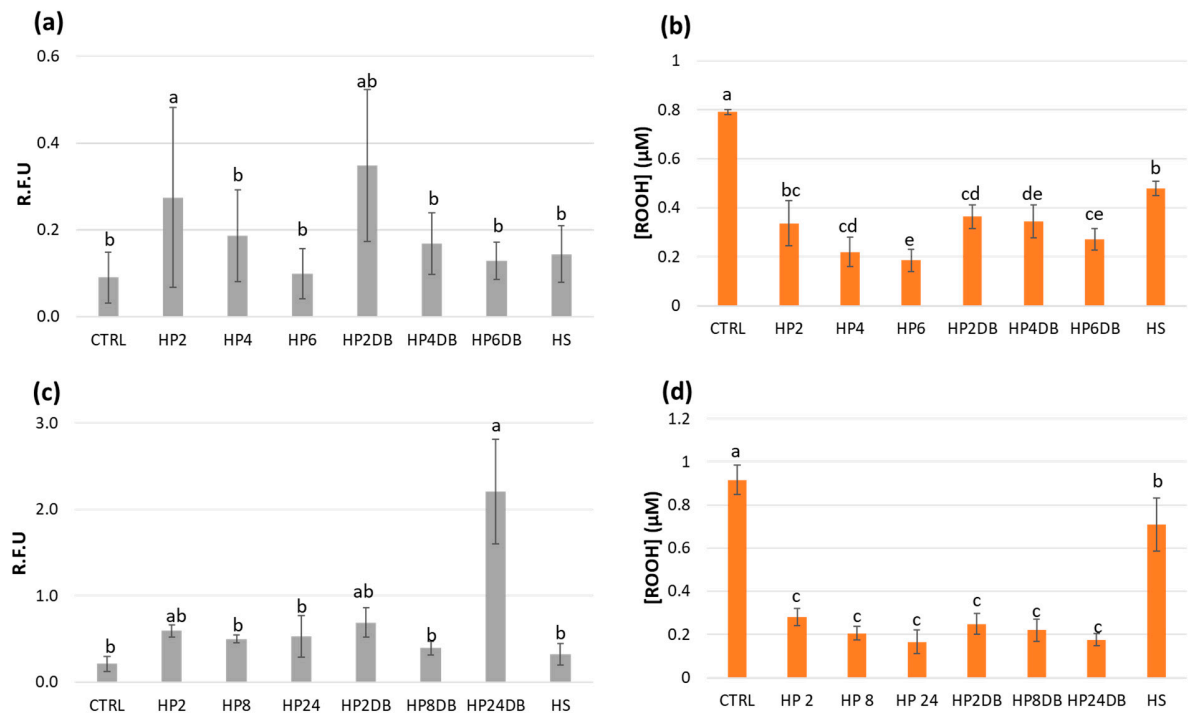 (a)
0.6
0.4
0.2
0.0
R.F.U
b a b b ab b b b
CTRL HP2 HP4 HP6 HP2DB HP4DB HP6DB HS
(b)
1
0.8
0.6
0.4
0.2
0
[ROOH] (µM)
a bc cd e cd de ce b
CTRL HP2 HP4 HP6 HP2DB HP4DB HP6DB HS
(c)
3.0
2.0
1.0
0.0
R.F.U
b ab b b ab b a b
CTRL HP2 HP8 HP24 HP2DB HP8DB HP24DB HS
(d)
1.2
1
0.8
0.6
0.4
0.2
0
[ROOH] (µM)
a c c c c c c b
CTRL HP 2 HP 8 HP 24 HP2DB HP8DB HP24DB HS